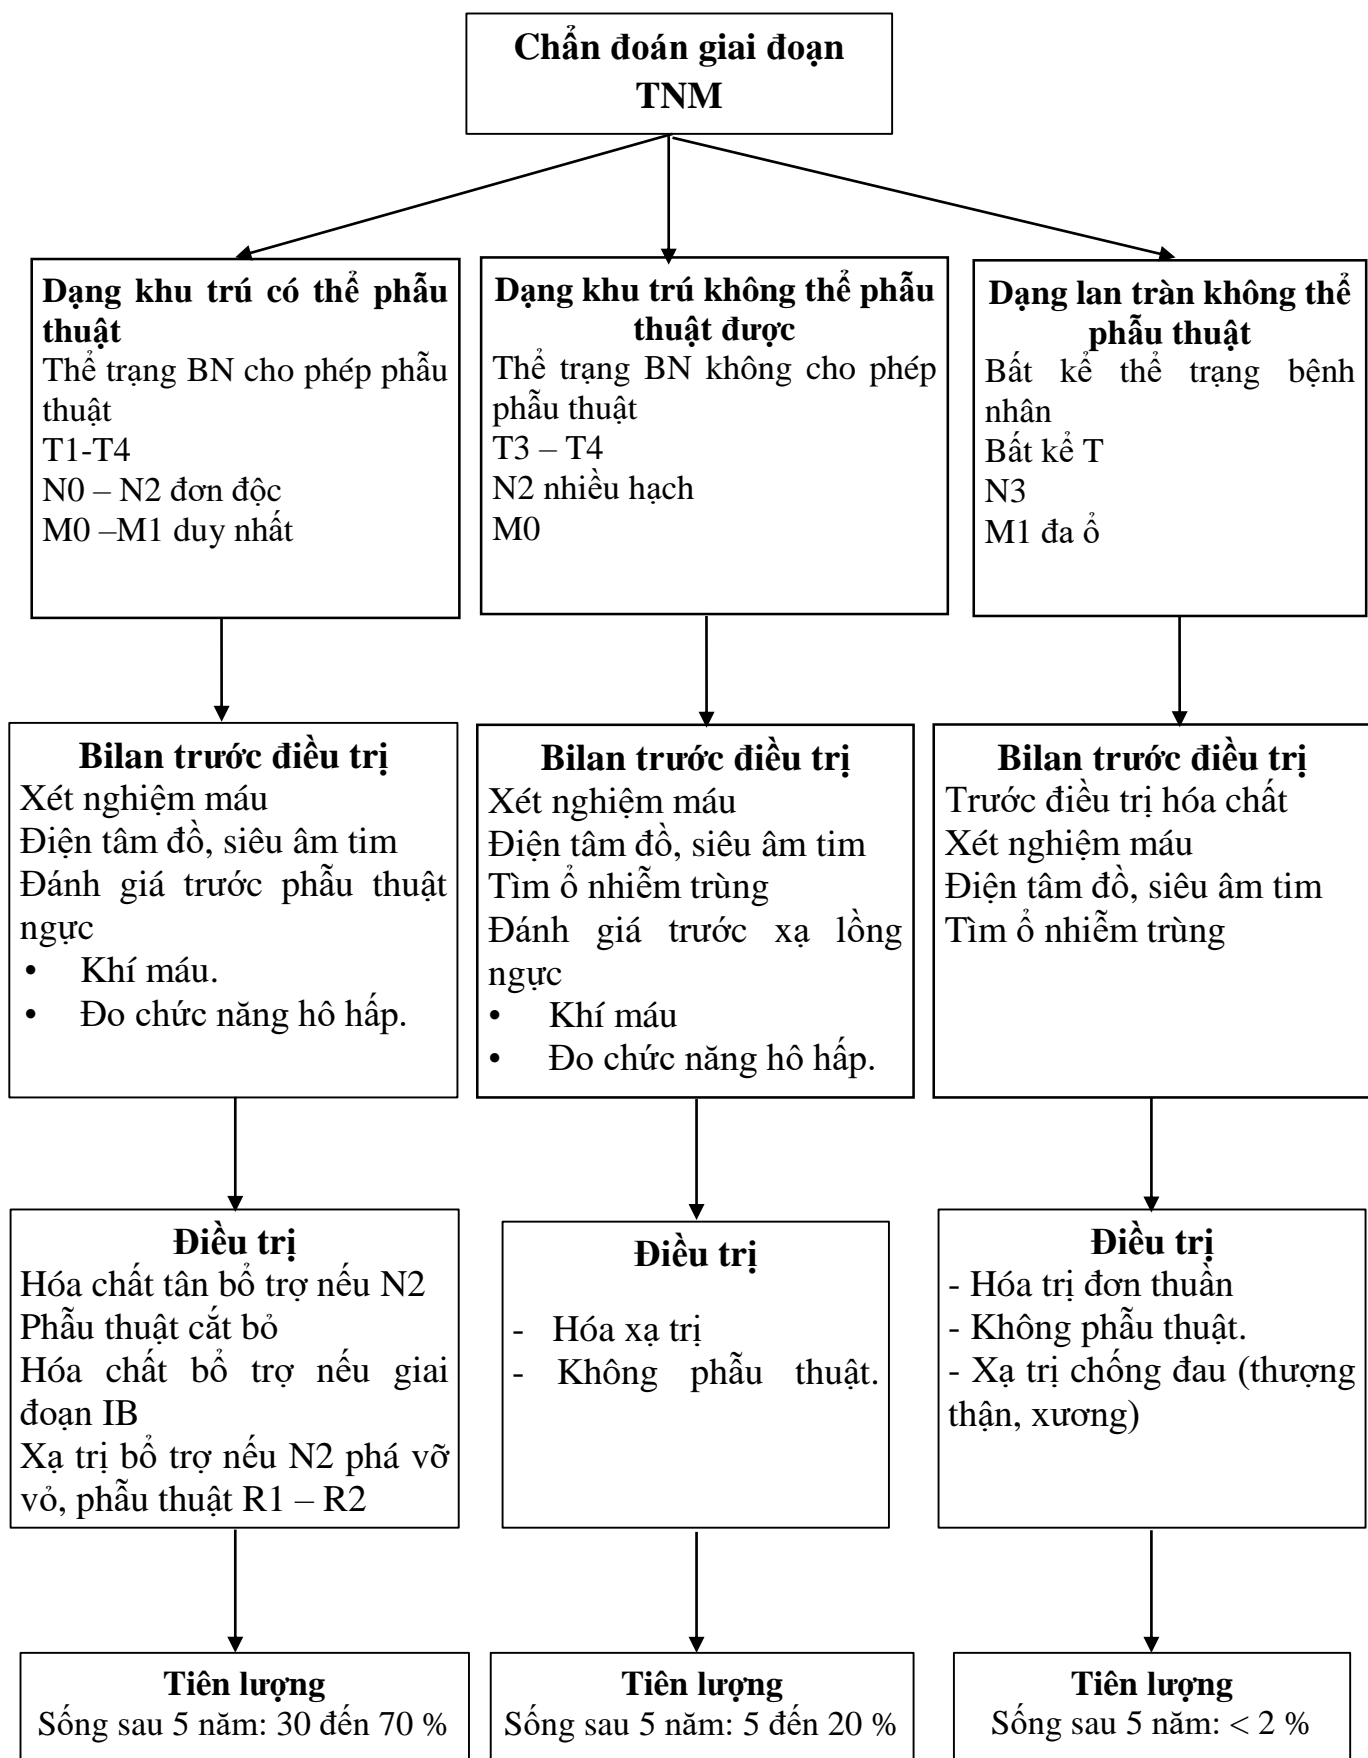 Chẩn đoán giai đoạn
TNM
Dạng khu trú có thể phẫu
thuật
Thể trạng BN cho phép phẫu
thuật
T1-T4
N0 – N2 đơn độc
M0 –M1 duy nhất
Dạng khu trú không thể phẫu
thuật được
Thể trạng BN không cho phép
phẫu thuật
T3 – T4
N2 nhiều hạch
M0
Dạng lan tràn không thể
phẫu thuật
Bất kể thể trạng bệnh
nhân
Bất kể T
N3
M1 đa ổ
Bilan trước điều trị
Xét nghiệm máu
Điện tâm đồ, siêu âm tim
Đánh giá trước phẫu thuật
ngực
• Khí máu.
• Đo chức năng hô hấp.
Bilan trước điều trị
Xét nghiệm máu
Điện tâm đồ, siêu âm tim
Tìm ổ nhiễm trùng
Đánh giá trước xạ lồng
ngực
• Khí máu
• Đo chức năng hô hấp.
Bilan trước điều trị
Trước điều trị hóa chất
Xét nghiệm máu
Điện tâm đồ, siêu âm tim
Tìm ổ nhiễm trùng
Điều trị
Hóa chất tân bổ trợ nếu N2
Phẫu thuật cắt bỏ
Hóa chất bổ trợ nếu giai
đoạn IB
Xạ trị bổ trợ nếu N2 phá vỡ
vỏ, phẫu thuật R1 – R2
Điều trị
- Hóa xạ trị
- Không phẫu thuật.
Điều trị
- Hóa trị đơn thuần
- Không phẫu thuật.
- Xạ trị chống đau (thượng
thận, xương)
Tiên lượng
Sống sau 5 năm: 30 đến 70 %
Tiên lượng
Sống sau 5 năm: 5 đến 20 %
Tiên lượng
Sống sau 5 năm: < 2 %